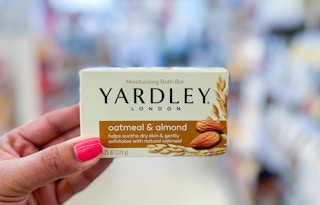 Moisturizing Bath Bar
YARDLEY
LONDON
oatmeal & almond
helps soothe dry skin & gently
exfoliates with natural oatmeal